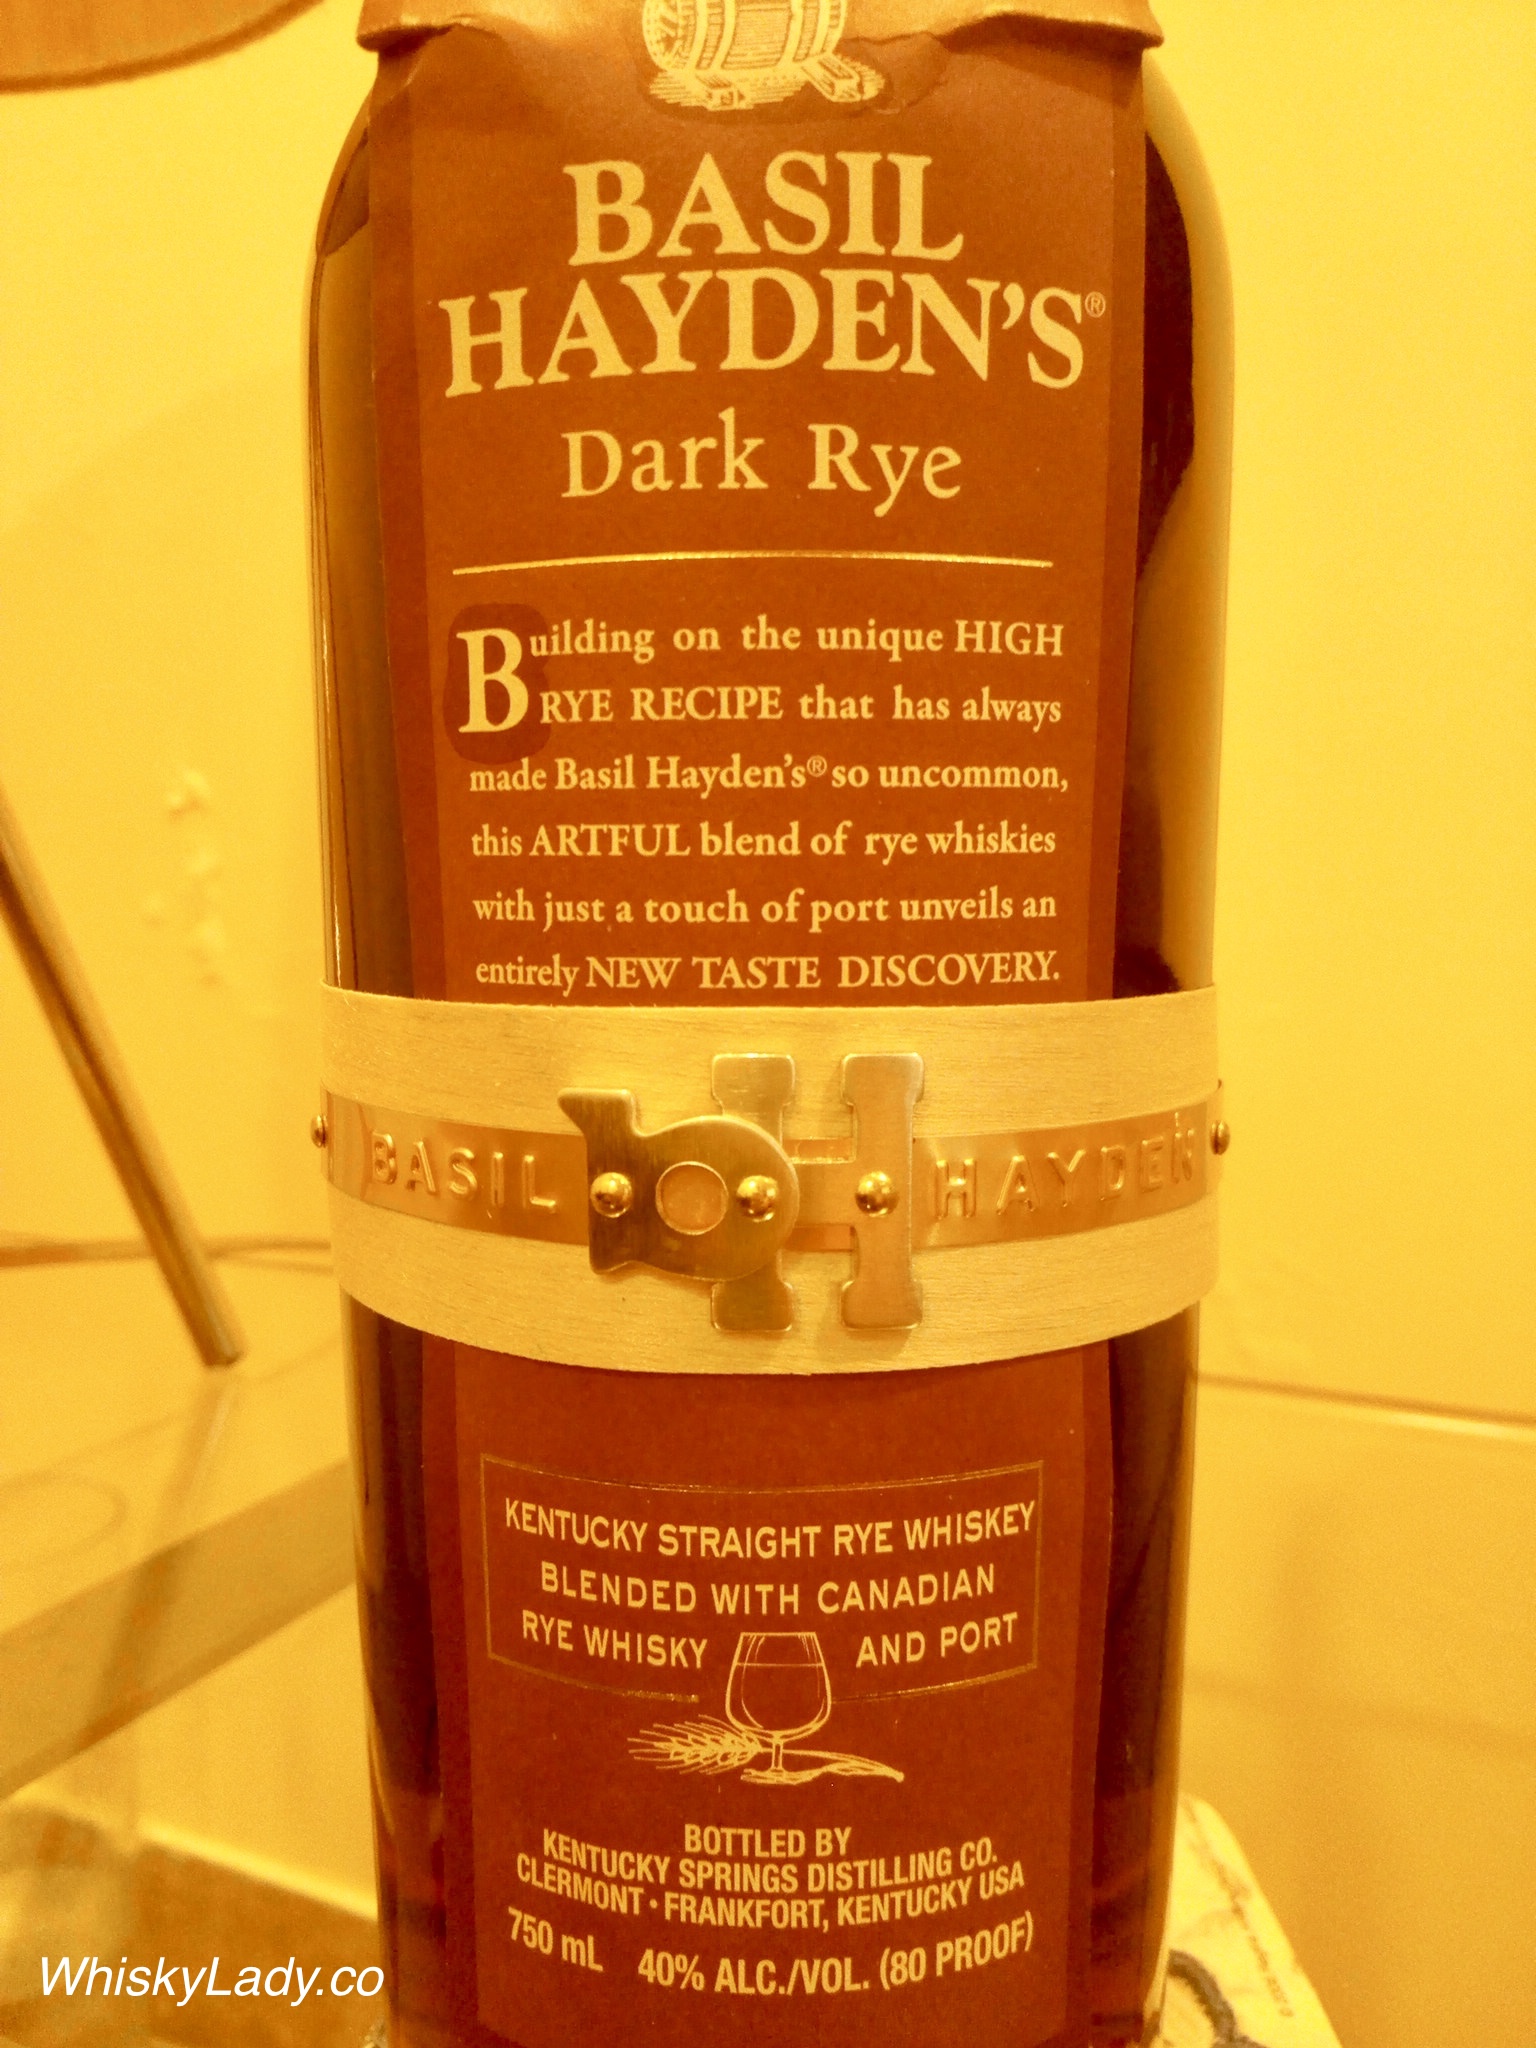 BASIL
HAYDEN'S®
Dark Rye
Building on the unique HIGH
RYE RECIPE that has always
made Basil Hayden's® so uncommon,
this ARTFUL blend of rye whiskies
with just a touch of port unveils an
entirely NEW TASTE DISCOVERY.
BASIL BH HAYDEN'S
KENTUCKY STRAIGHT RYE WHISKEY
BLENDED WITH CANADIAN
RYE WHISKY AND PORT
BOTTLED BY
KENTUCKY SPRINGS DISTILLING CO.
CLERMONT • FRANKFORT, KENTUCKY USA
750 mL 40% ALC./VOL. (80 PROOF)
WhiskyLady.co